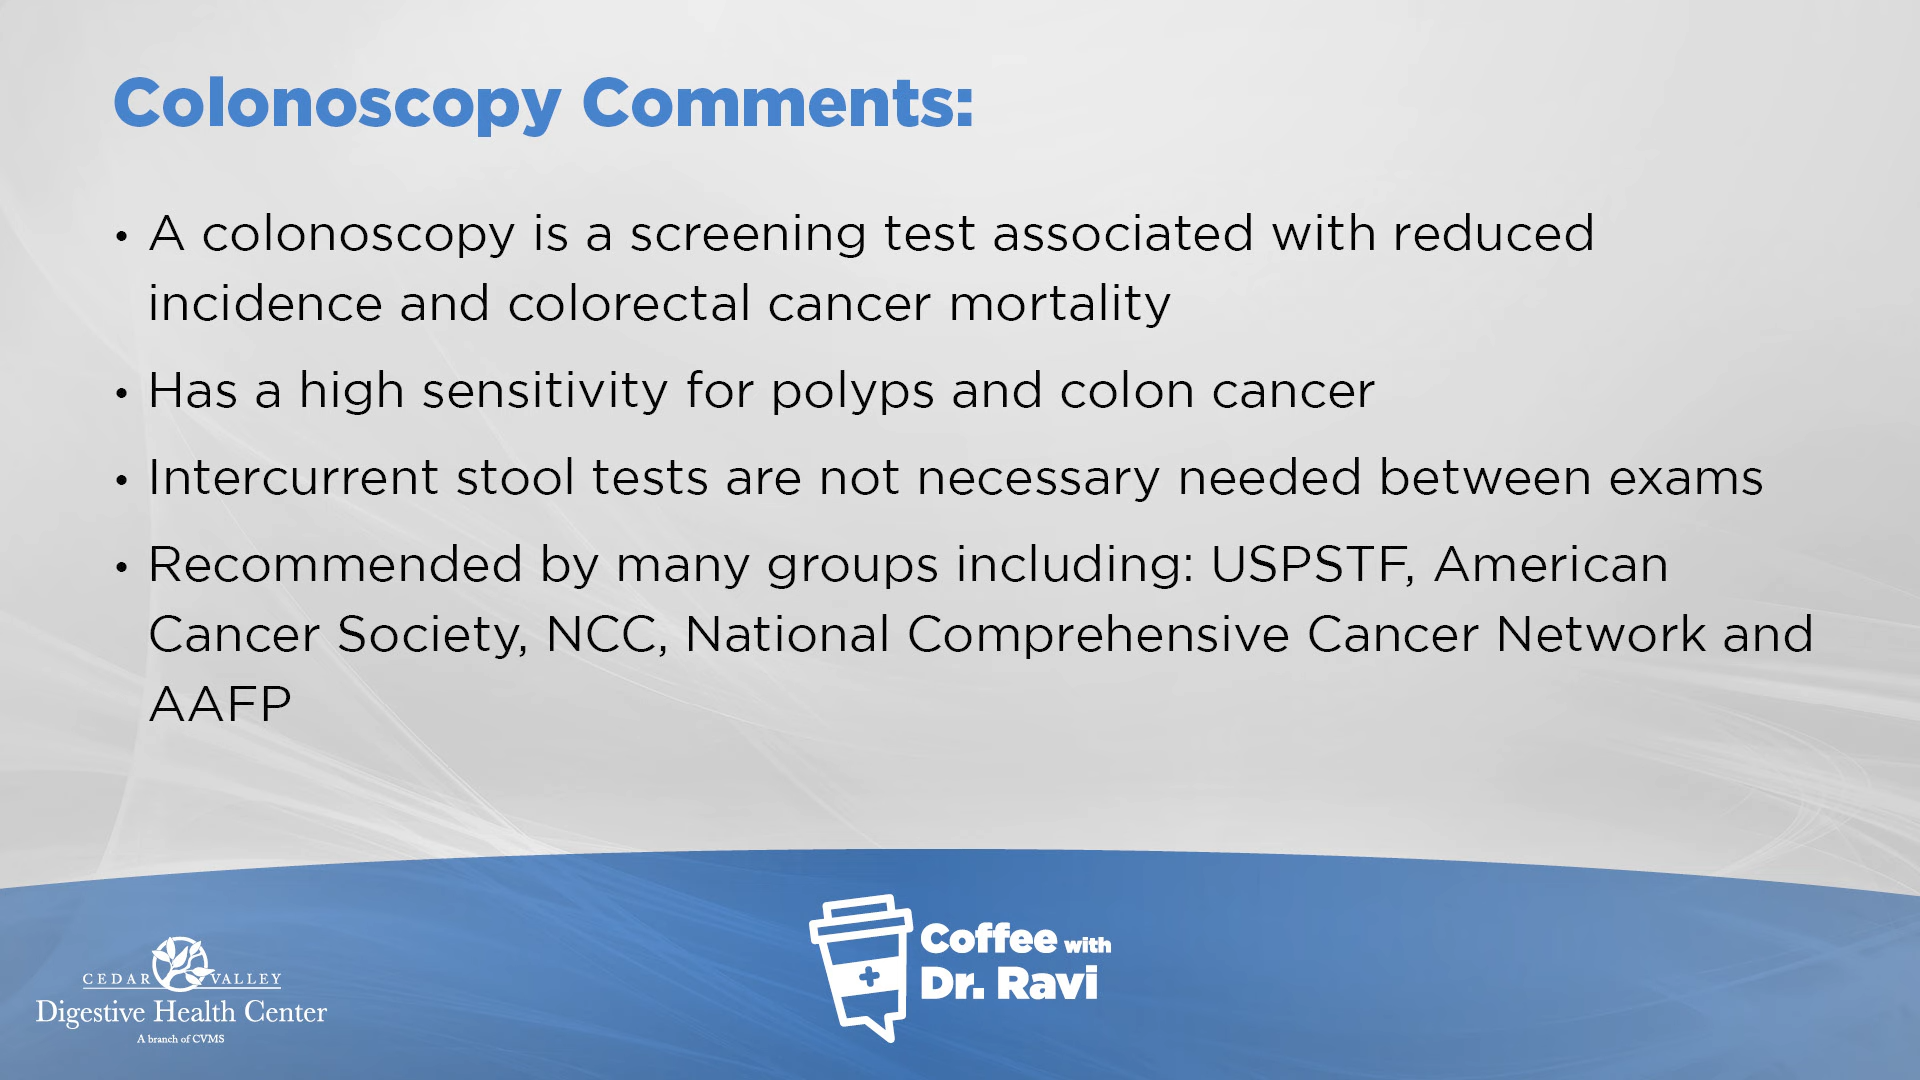 Colonoscopy Comments:
• A colonoscopy is a screening test associated with reduced
incidence and colorectal cancer mortality
• Has a high sensitivity for polyps and colon cancer
• Intercurrent stool tests are not necessary needed between exams
• Recommended by many groups including: USPSTF, American
Cancer Society, NCC, National Comprehensive Cancer Network and
AAFP
CEDAR VALLEY
Digestive Health Center
A branch of CVMS
Coffee with
Dr. Ravi